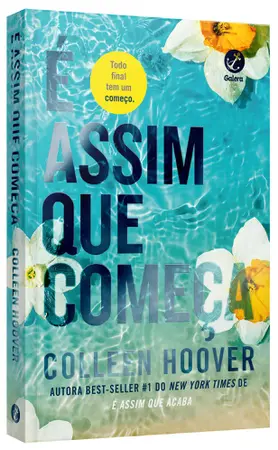 É ASSIM QUE COMEÇA
COLLEEN HOOVER
Todo
final
tem um
começo.
Galera
É
ASSIM
QUE
COMEÇA
COLLEEN HOOVER
AUTORA BEST-SELLER #1 DO NEW YORK TIMES DE
É ASSIM QUE ACABA